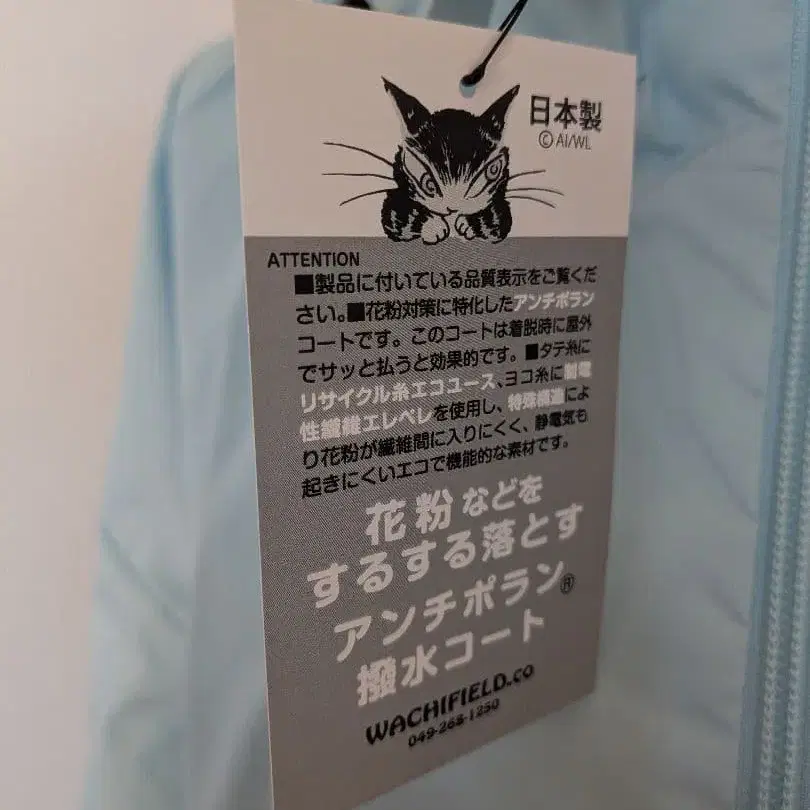 日本製
© AI/WL
ATTENTION
■製品に付いている品質表示をご覧くだ
さい。■花粉対策に特化したアンチポラン
コートです。このコートは着脱時に屋外
でサッと払うと効果的です。■タテ糸に
リサイクル糸エコユース、ヨコ糸に制電
性繊維エレベレを使用し、特殊構造によ
り花粉が繊維間に入りにくく、静電気も
起きにくいエコで機能的な素材です。
花粉などを
するする落とす
アンチポラン®
撥水コート
WACHIFIELD.co
049-268-1250